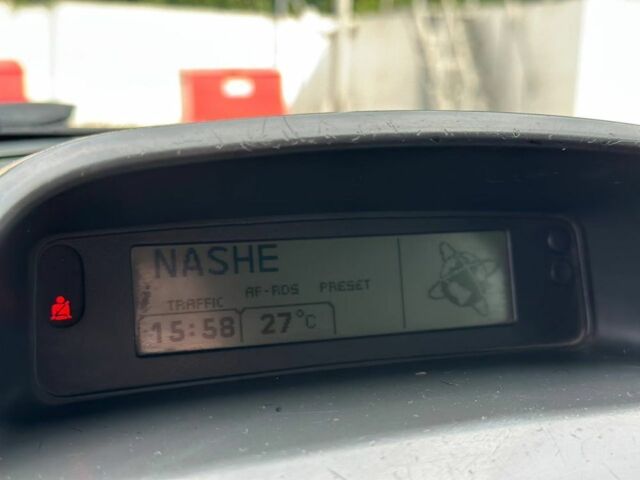 NASHE
TRAFFIC AF-RDS PRESET
15:58 27°C